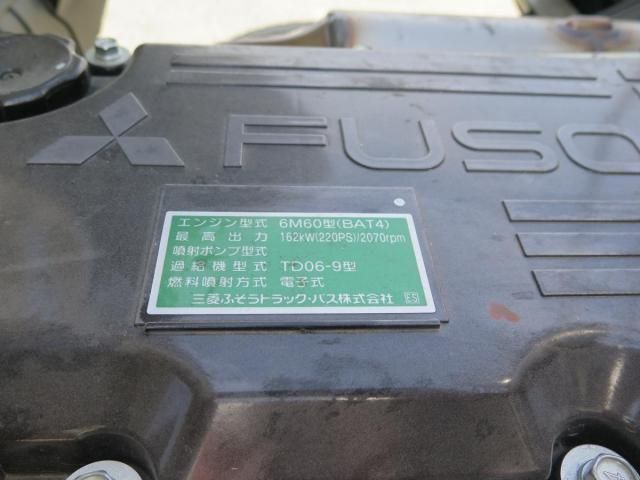 FUSO
エンジン型式 6M60型(BAT4)
最高出力 162kW(220PS)/2070rpm
噴射ポンプ型式
過給機型式 TD06-9型
燃料噴射方式 電子式
三菱ふそうトラック・バス株式会社 ES